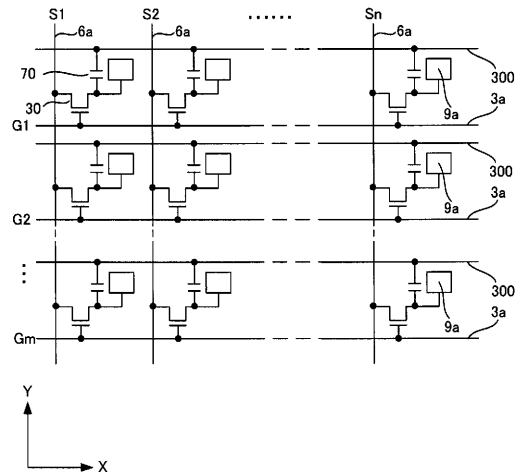 S1 S2 ...... Sn
6a 6a 6a
70
30
300
3a
9a
G1
300
3a
9a
G2
300
3a
9a
⋮
Gm
Y
X